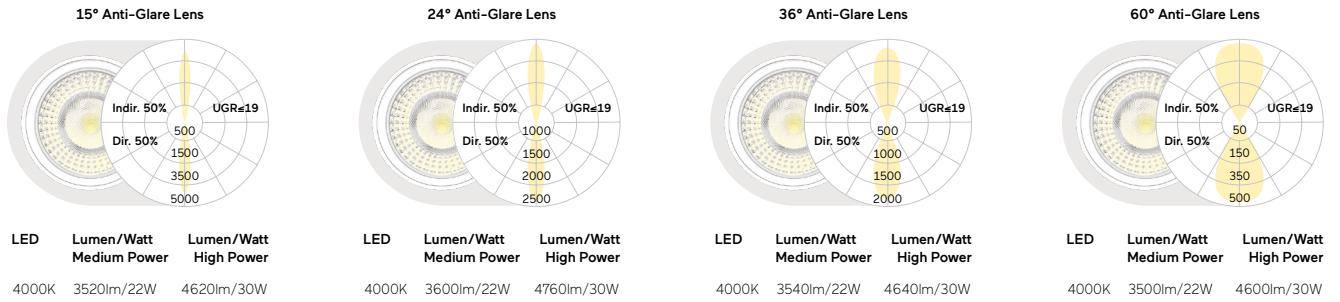 15° Anti-Glare Lens
Indir. 50%
UGR≤19
Dir. 50%
500
1500
3500
5000
LED
Lumen/Watt
Medium Power
Lumen/Watt
High Power
4000K
3520lm/22W
4620lm/30W
24° Anti-Glare Lens
Indir. 50%
UGR≤19
Dir. 50%
1000
1500
2000
2500
LED
Lumen/Watt
Medium Power
Lumen/Watt
High Power
4000K
3600lm/22W
4760lm/30W
36° Anti-Glare Lens
Indir. 50%
UGR≤19
Dir. 50%
500
1000
1500
2000
LED
Lumen/Watt
Medium Power
Lumen/Watt
High Power
4000K
3540lm/22W
4640lm/30W
60° Anti-Glare Lens
Indir. 50%
UGR≤19
Dir. 50%
50
150
350
500
LED
Lumen/Watt
Medium Power
Lumen/Watt
High Power
4000K
3500lm/22W
4600lm/30W